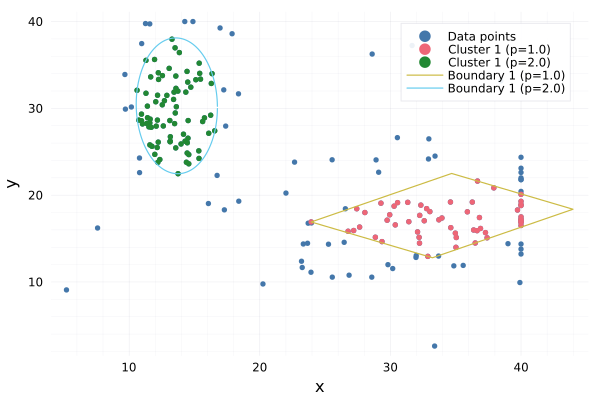 40
30
20
10
y
10
20
30
40
x
Data points
Cluster 1 (p=1.0)
Cluster 1 (p=2.0)
Boundary 1 (p=1.0)
Boundary 1 (p=2.0)